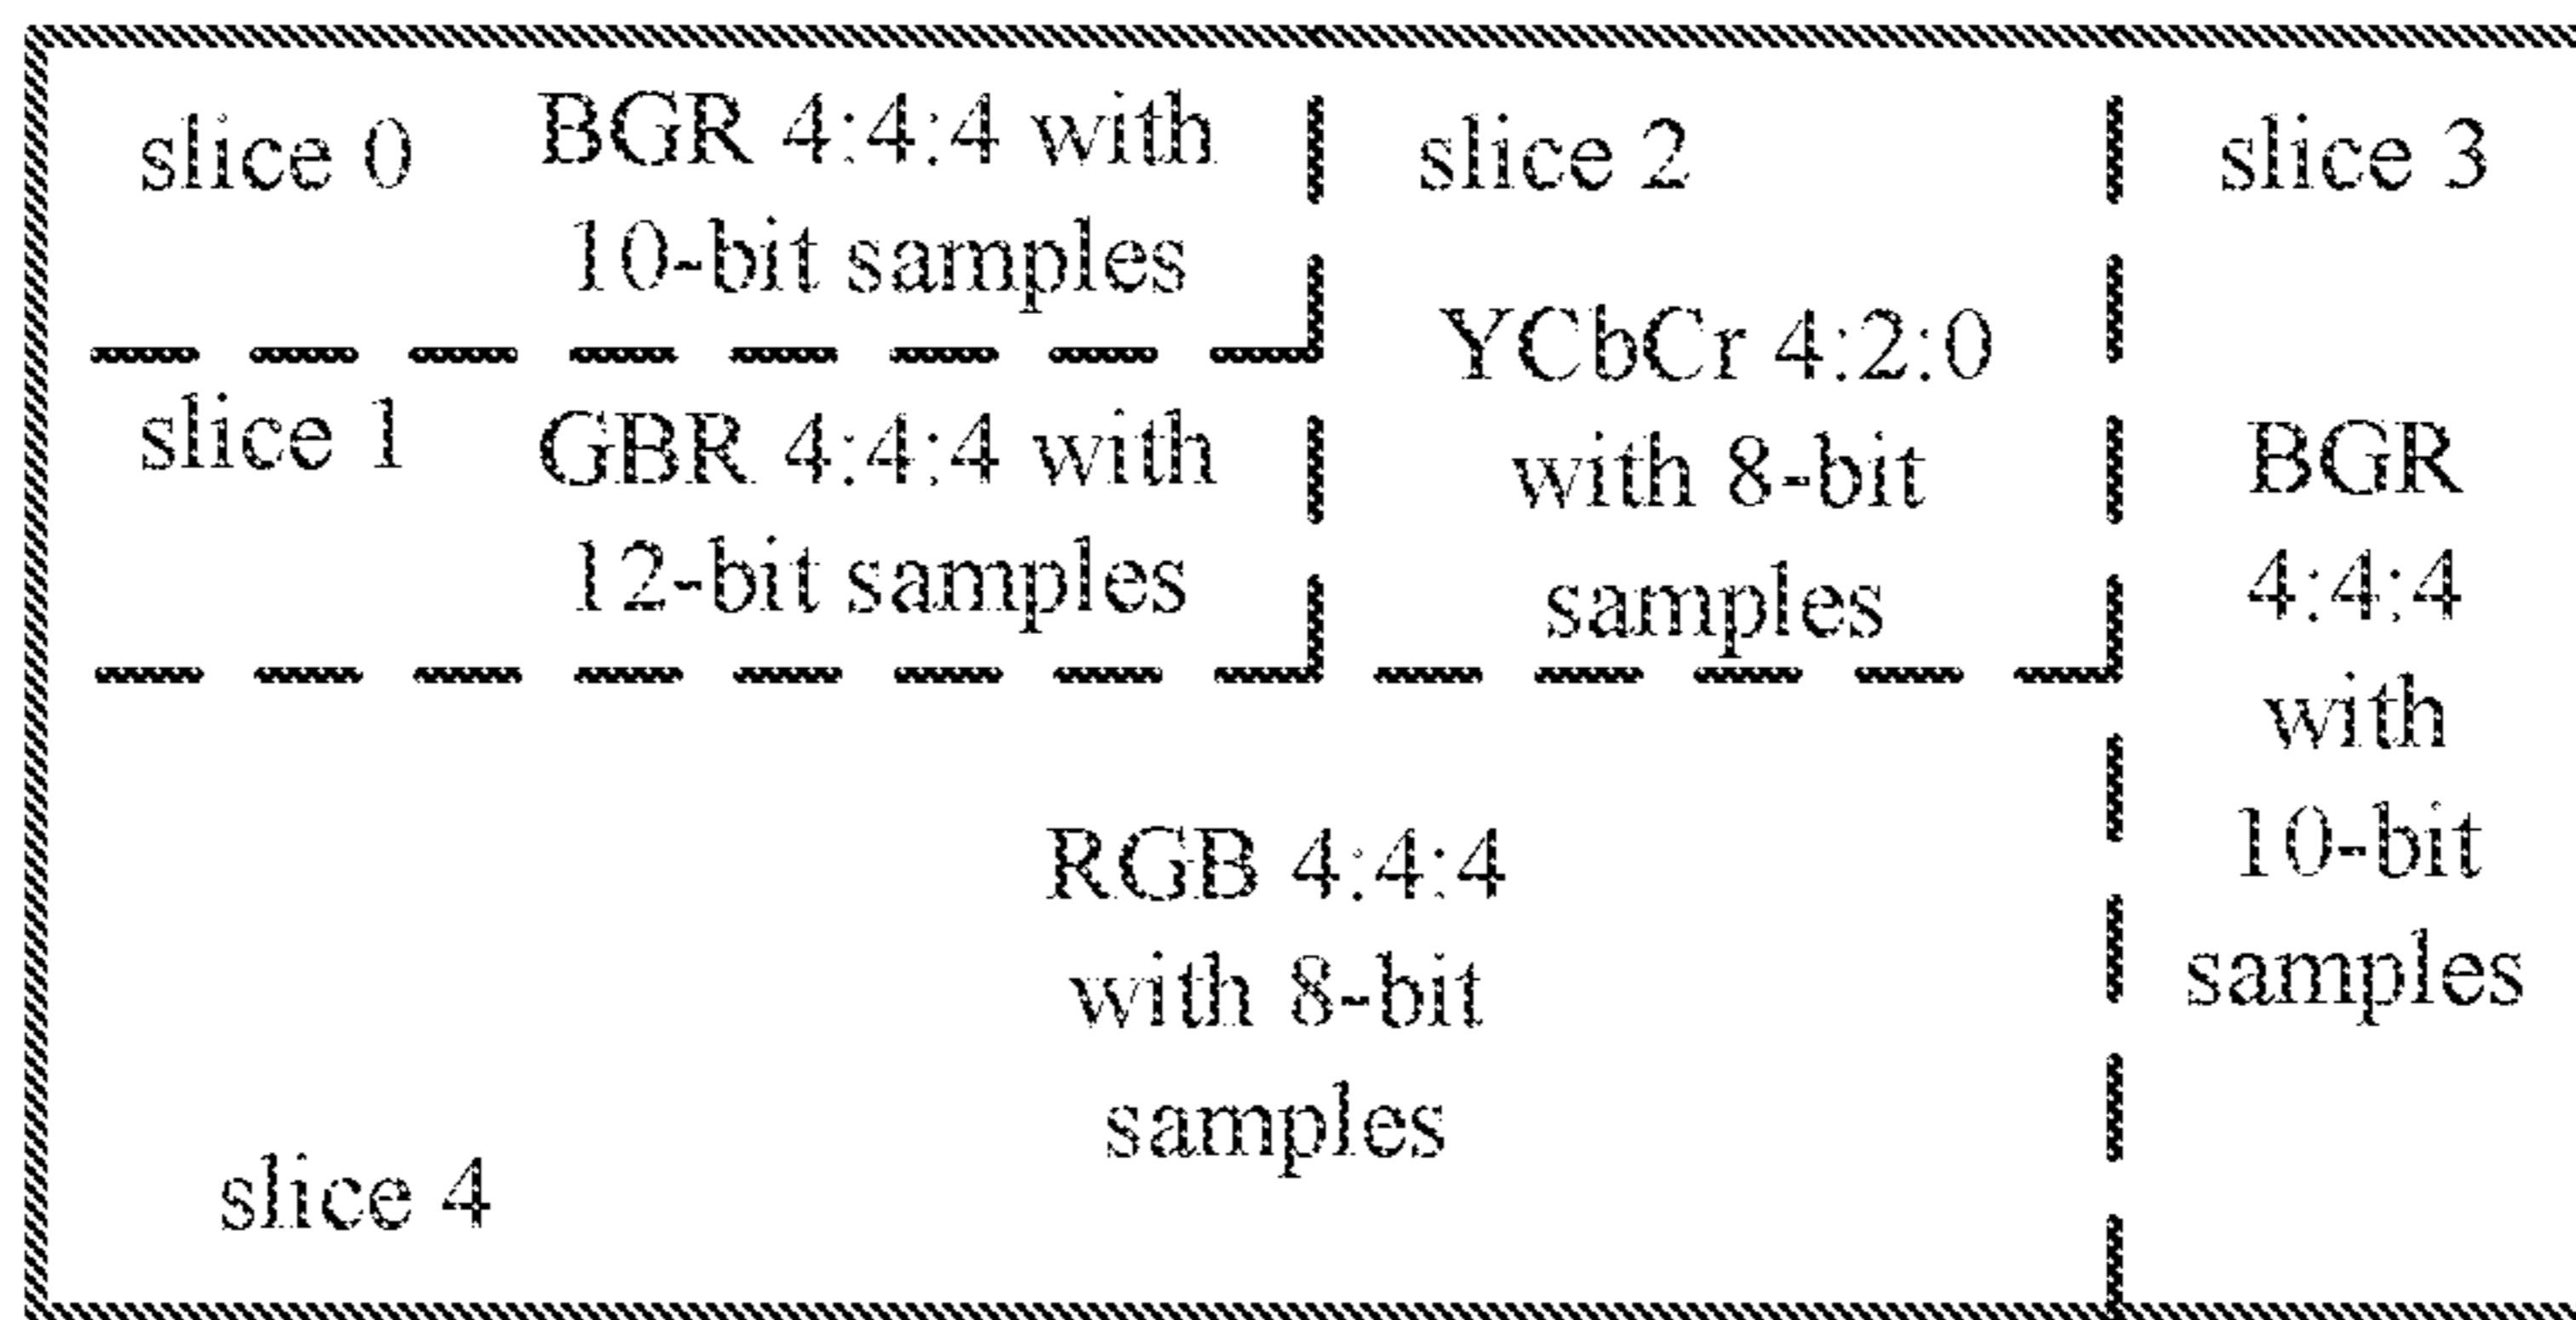 slice 0
BGR 4:4:4 with
10-bit samples
slice 1
GBR 4:4:4 with
12-bit samples
slice 2
YCbCr 4:2:0
with 8-bit
samples
slice 3
BGR
4:4:4
with
10-bit
samples
RGB 4:4:4
with 8-bit
samples
slice 4